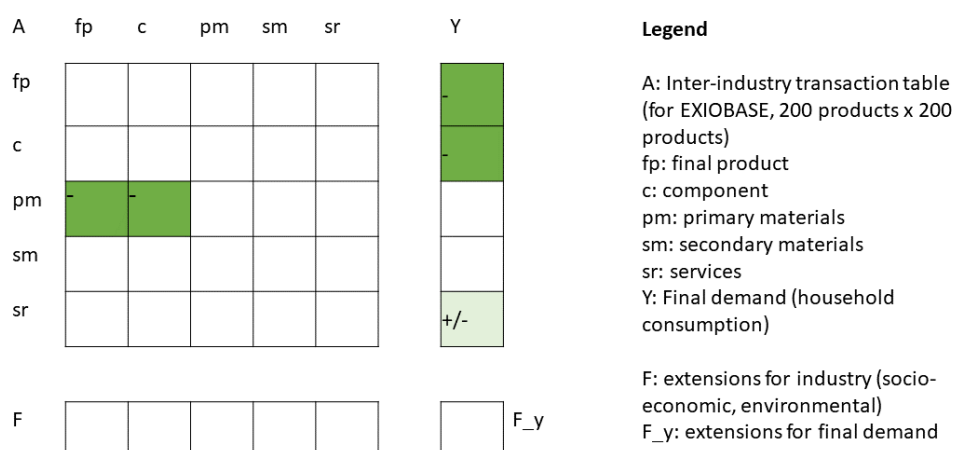 A fp c pm sm sr Y
fp -
c -
pm - -
sm
sr +/-
F F_y
Legend
A: Inter-industry transaction table
(for EXIOBASE, 200 products x 200
products)
fp: final product
c: component
pm: primary materials
sm: secondary materials
sr: services
Y: Final demand (household
consumption)
F: extensions for industry (socio-
economic, environmental)
F_y: extensions for final demand